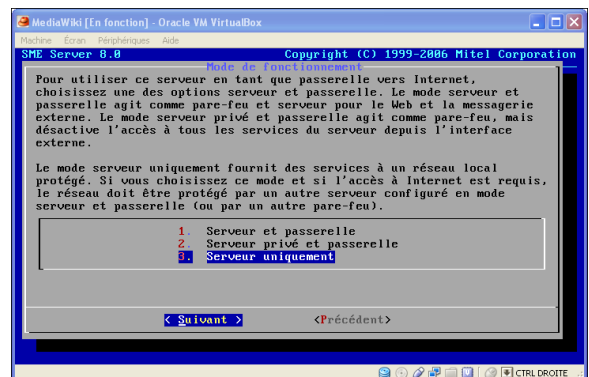 MediaWiki [En fonction] - Oracle VM VirtualBox
Machine Écran Périphériques Aide
SME Server 8.0 Copyright (C) 1999-2006 Mitel Corporation
Mode de fonctionnement
Pour utiliser ce serveur en tant que passerelle vers Internet,
choisissez une des options serveur et passerelle. Le mode serveur et
passerelle agit comme pare-feu et serveur pour le Web et la messagerie
externe. Le mode serveur privé et passerelle agit comme pare-feu, mais
désactive l'accès à tous les services du serveur depuis l'interface
externe.
Le mode serveur uniquement fournit des services à un réseau local
protégé. Si vous choisissez ce mode et si l'accès à Internet est requis,
le réseau doit être protégé par un autre serveur configuré en mode
serveur et passerelle (ou par un autre pare-feu).
1. Serveur et passerelle
2. Serveur privé et passerelle
3. Serveur uniquement
< Suivant > <Précédent>
CTRL DROITE